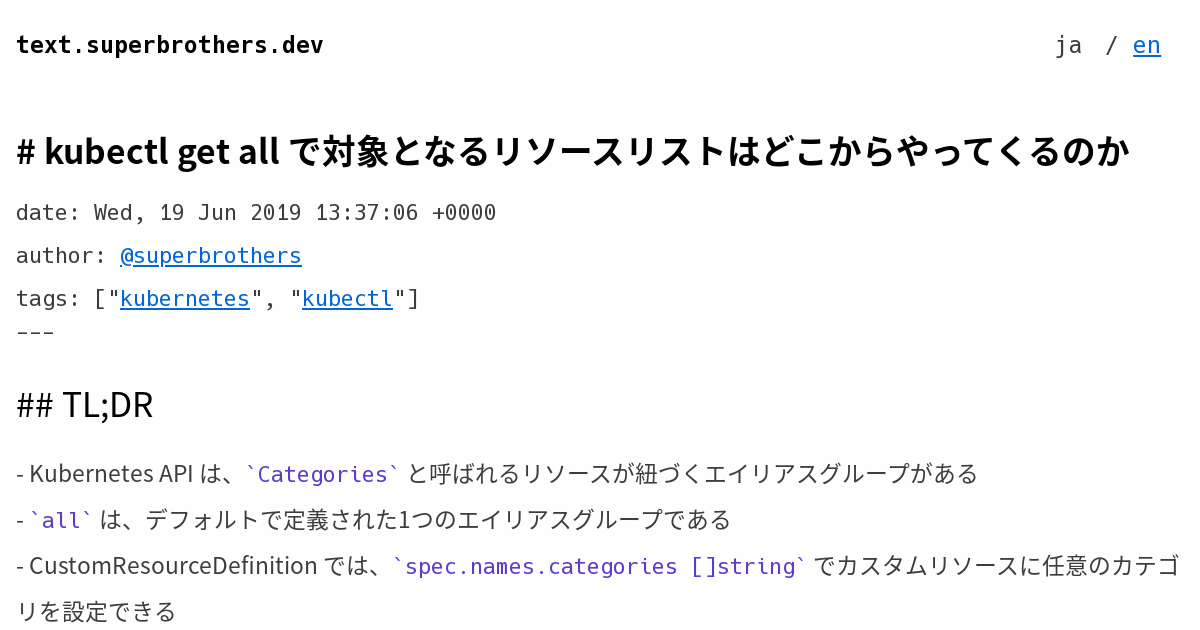 text.superbrothers.dev
ja / en
# kubectl get all で対象となるリソースリストはどこからやってくるのか
date: Wed, 19 Jun 2019 13:37:06 +0000
author: @superbrothers
tags: ["kubernetes", "kubectl"]
---
## TL;DR
- Kubernetes API は、`Categories` と呼ばれるリソースが紐づくエイリアスグループがある
- `all` は、デフォルトで定義された1つのエイリアスグループである
- CustomResourceDefinition では、`spec.names.categories []string` でカスタムリソースに任意のカテゴ
リを設定できる